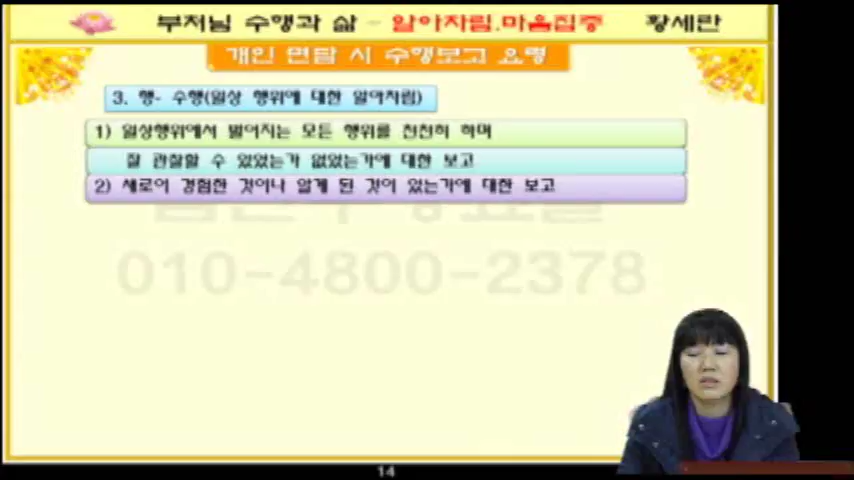 부처님 수행과 삶 - 알아차림.마음집중 황세란
개인 면담 시 수행보고 요령
3. 행- 수행(일상 행위에 대한 알아차림)
1) 일상행위에서 벌어지는 모든 행위를 천천히 하며
잘 관찰할 수 있었는가 없었는가에 대한 보고
2) 새로이 경험한 것이나 알게 된 것이 있는가에 대한 보고
010-4800-2378
14